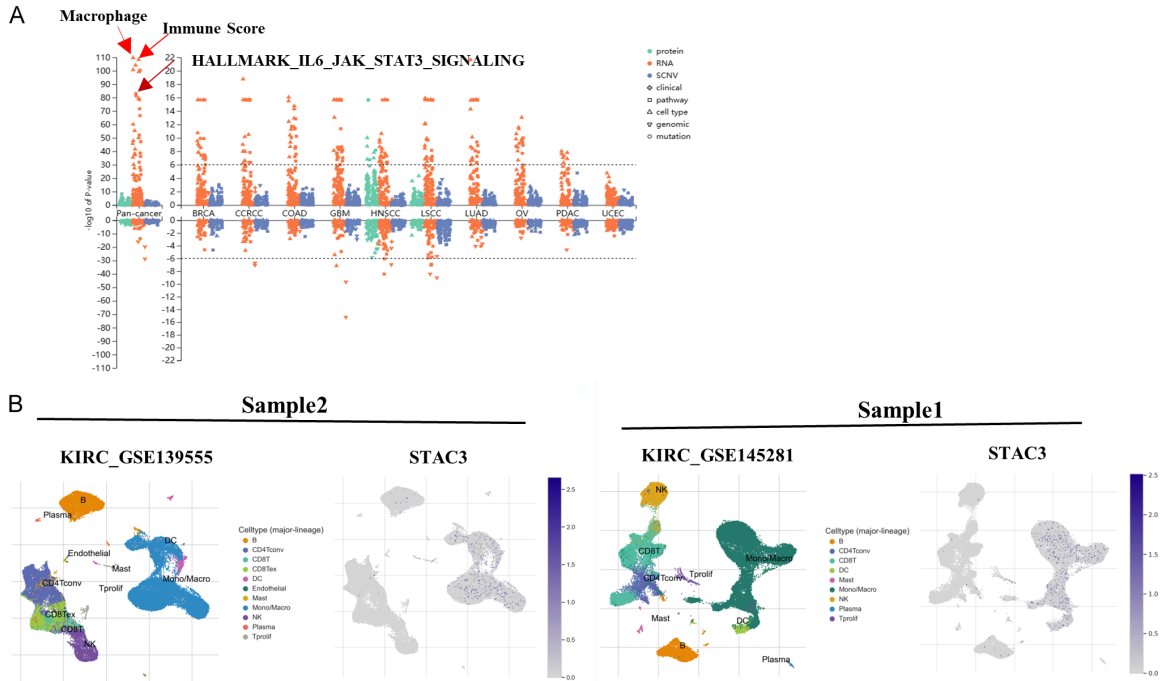 A
Macrophage
Immune Score
HALLMARK_IL6_JAK_STAT3_SIGNALING
-log10 of P-value
110
100
90
80
70
60
50
40
30
20
10
0
-10
-20
-30
-40
-50
-60
-70
-80
-90
-100
-110
22
20
18
16
14
12
10
8
6
4
2
0
-2
-4
-6
-8
-10
-12
-14
-16
-18
-20
-22
Pan-cancer BRCA CCRCC COAD GBM HNSCC LSCC LUAD OV PDAC UCEC
protein
RNA
SCNV
clinical
pathway
cell type
genomic
mutation
B
Sample2
KIRC_GSE139555 STAC3
B
Plasma
Endothelial
Mast
DC
CD4Tconv
Tprolif
Mono/Macro
CD8Tex
CD8T
NK
Celltype (major-lineage)
B
CD4Tconv
CD8T
CD8Tex
DC
Endothelial
Mast
Mono/Macro
NK
Plasma
Tprolif
2.5
2.0
1.5
1.0
0.5
0.0
Sample1
KIRC_GSE145281 STAC3
NK
CD8T
Mono/Macro
CD4Tconv
Tprolif
Mast
DC
B
Plasma
Celltype (major-lineage)
B
CD4Tconv
CD8T
DC
Mast
Mono/Macro
NK
Plasma
Tprolif
2.5
2.0
1.5
1.0
0.5
0.0